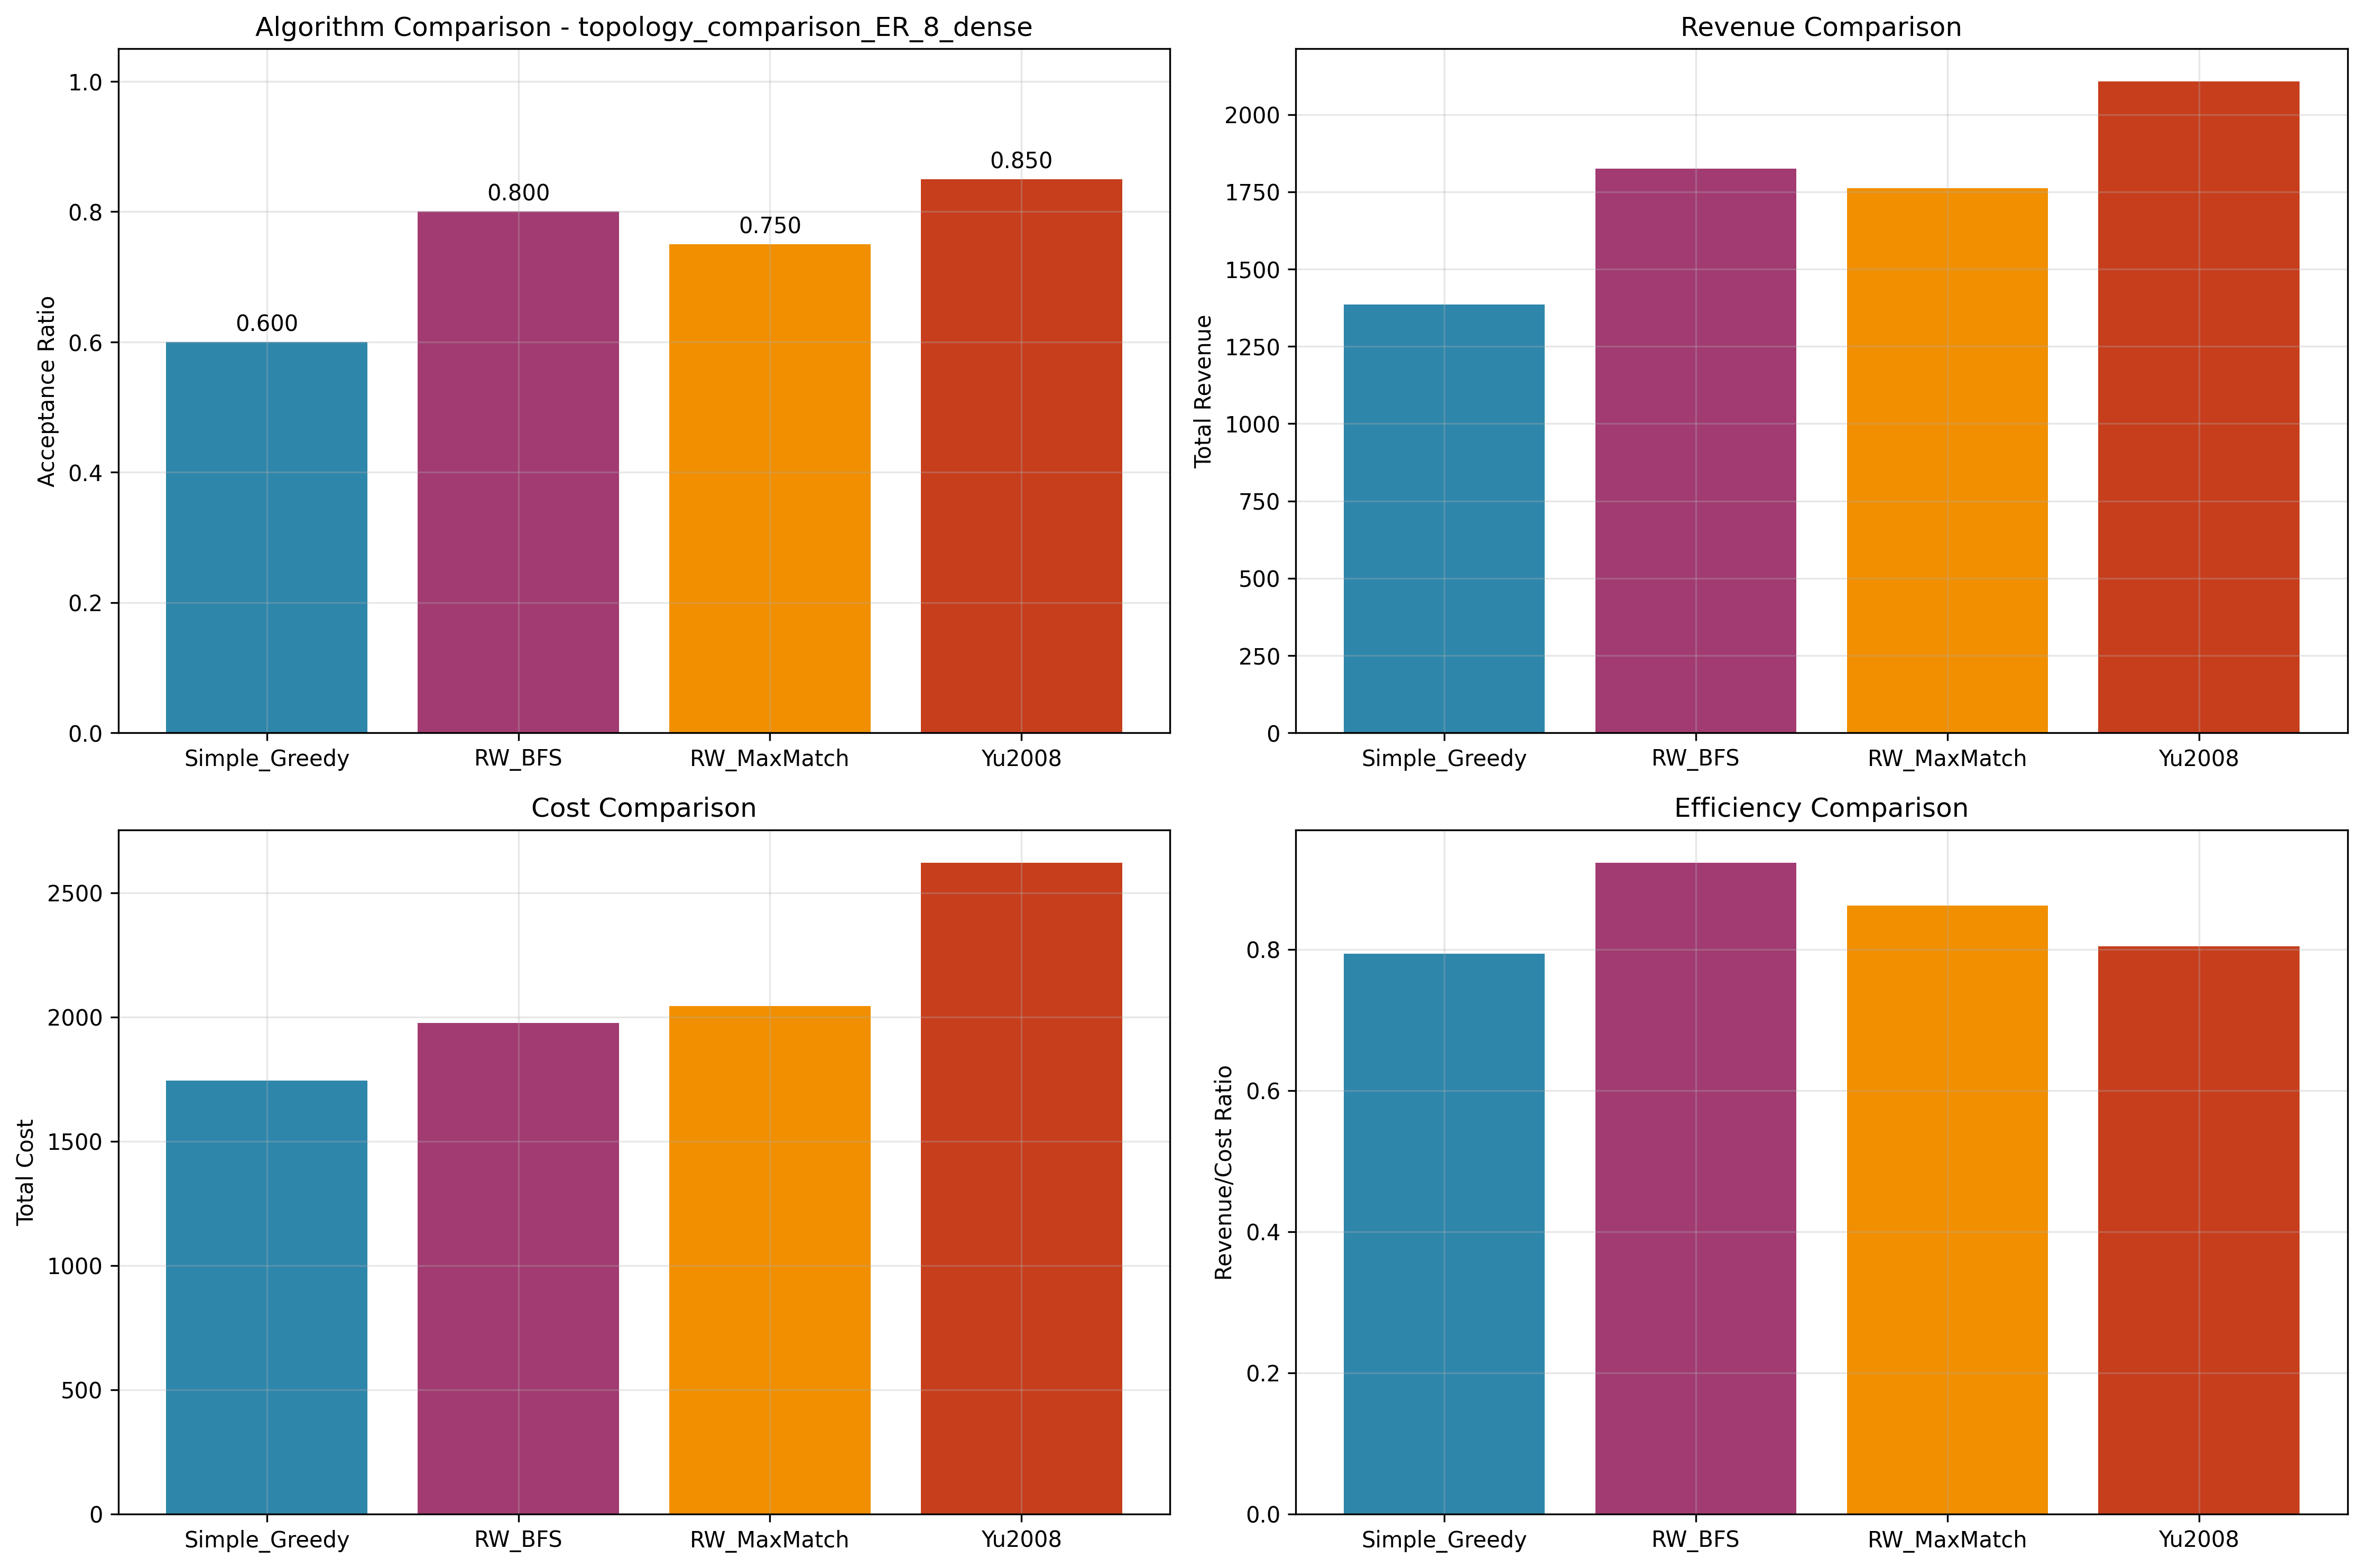 Algorithm Comparison - topology_comparison_ER_8_dense
Acceptance Ratio
1.0
0.8
0.6
0.4
0.2
0.0
0.600
0.800
0.750
0.850
Simple_Greedy
RW_BFS
RW_MaxMatch
Yu2008
Revenue Comparison
Total Revenue
2000
1750
1500
1250
1000
750
500
250
0
Simple_Greedy
RW_BFS
RW_MaxMatch
Yu2008
Cost Comparison
Total Cost
2500
2000
1500
1000
500
0
Simple_Greedy
RW_BFS
RW_MaxMatch
Yu2008
Efficiency Comparison
Revenue/Cost Ratio
0.8
0.6
0.4
0.2
0.0
Simple_Greedy
RW_BFS
RW_MaxMatch
Yu2008